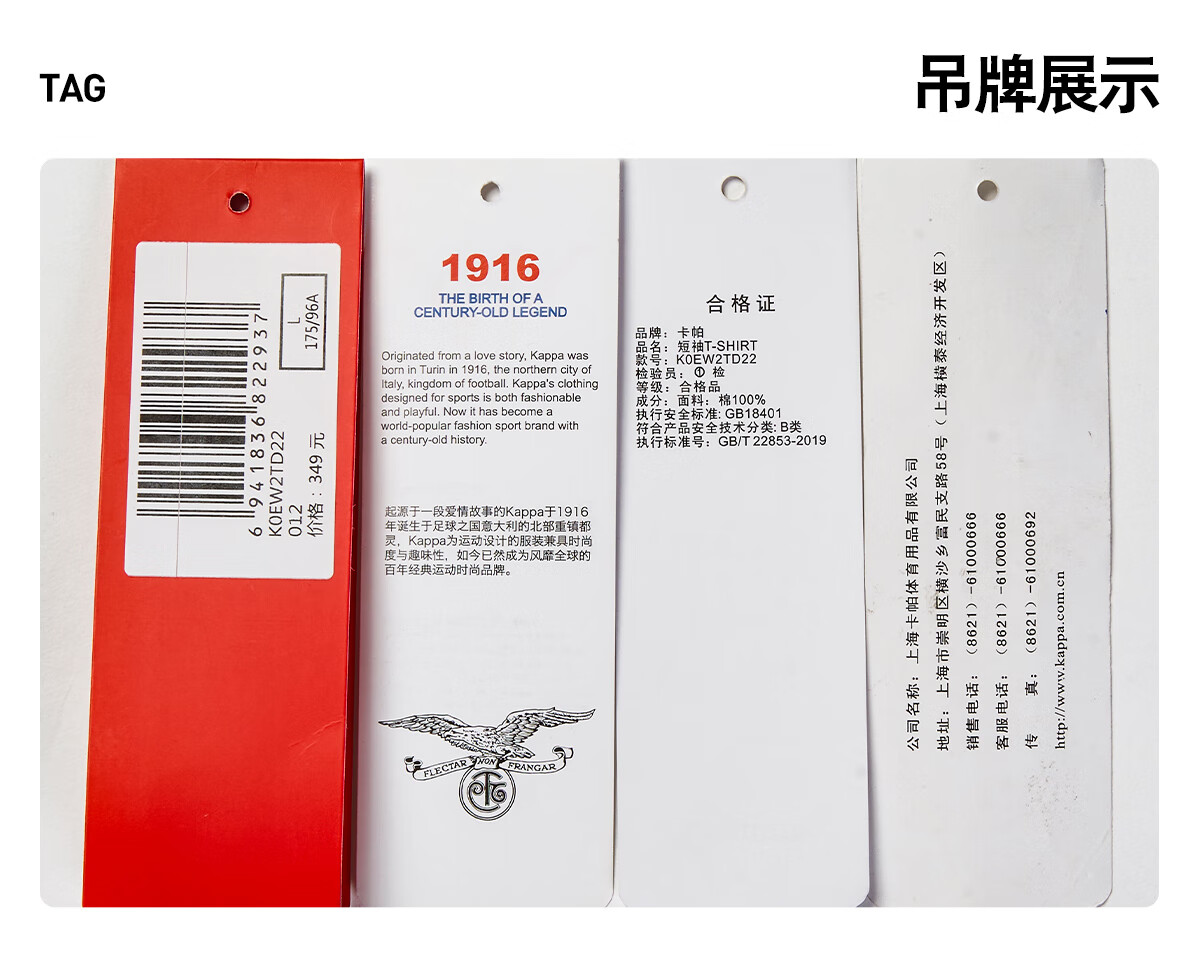 TAG
吊牌展示
L
175/96A
6 941836 822937
K0EW2TD22
012
价格：349 元
1916
THE BIRTH OF A
CENTURY-OLD LEGEND
Originated from a love story, Kappa was
born in Turin in 1916, the northern city of
Italy, kingdom of football. Kappa's clothing
designed for sports is both fashionable
and playful. Now it has become a
world-popular fashion sport brand with
a century-old history.
起源于一段爱情故事的Kappa于1916
年诞生于足球之国意大利的北部重镇都
灵，Kappa为运动设计的服装兼具时尚
度与趣味性，如今已然成为风靡全球的
百年经典运动时尚品牌。
FLECTAR NON FRANGAR
合格证
品牌：卡帕
品名：短袖T-SHIRT
款号：K0EW2TD22
检验员：① 检
等级：合格品
成分：面料：棉100%
执行安全标准: GB18401
符合产品安全技术分类: B类
执行标准号：GB/T 22853-2019
公司名称：上海卡帕体育用品有限公司
地址：上海市崇明区横沙乡富民支路58号（上海横泰经济开发区）
销售电话：（8621）-61000666
客服电话：（8621）-61000666
传 真：（8621）-61000692
http://www.kappa.com.cn